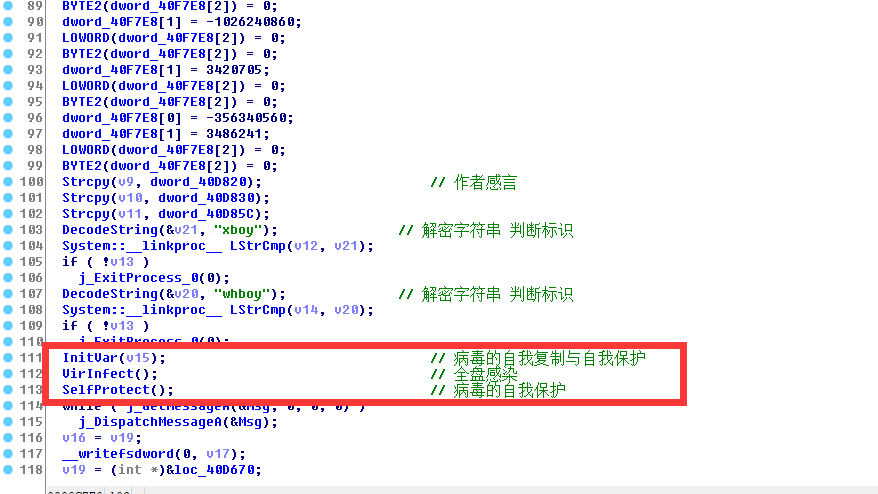 89 BYTE2(dword_40F7E8[2]) = 0;
90 dword_40F7E8[1] = -1026240860;
91 LOWORD(dword_40F7E8[2]) = 0;
92 BYTE2(dword_40F7E8[2]) = 0;
93 dword_40F7E8[1] = 3420705;
94 LOWORD(dword_40F7E8[2]) = 0;
95 BYTE2(dword_40F7E8[2]) = 0;
96 dword_40F7E8[0] = -356340560;
97 dword_40F7E8[1] = 3486241;
98 LOWORD(dword_40F7E8[2]) = 0;
99 BYTE2(dword_40F7E8[2]) = 0;
100 Strcpy(v9, dword_40D820); // 作者感言
101 Strcpy(v10, dword_40D830);
102 Strcpy(v11, dword_40D85C);
103 DecodeString(&v21, "xboy"); // 解密字符串 判断标识
104 System::__linkproc__ LStrCmp(v12, v21);
105 if ( !v13 )
106 j_ExitProcess_0(0);
107 DecodeString(&v20, "whboy"); // 解密字符串 判断标识
108 System::__linkproc__ LStrCmp(v14, v20);
109 if ( !v13 )
110 j_ExitProcess_0(0);
111 InitVar(v15); // 病毒的自我复制与自我保护
112 VirInfect(); // 全盘感染
113 SelfProtect(); // 病毒的自我保护
114 while ( j_GetMessageA(&Msg, 0, 0, 0) )
115 j_DispatchMessageA(&Msg);
116 v16 = v19;
117 __writefsdword(0, v17);
118 v19 = (int *)&loc_40D670;